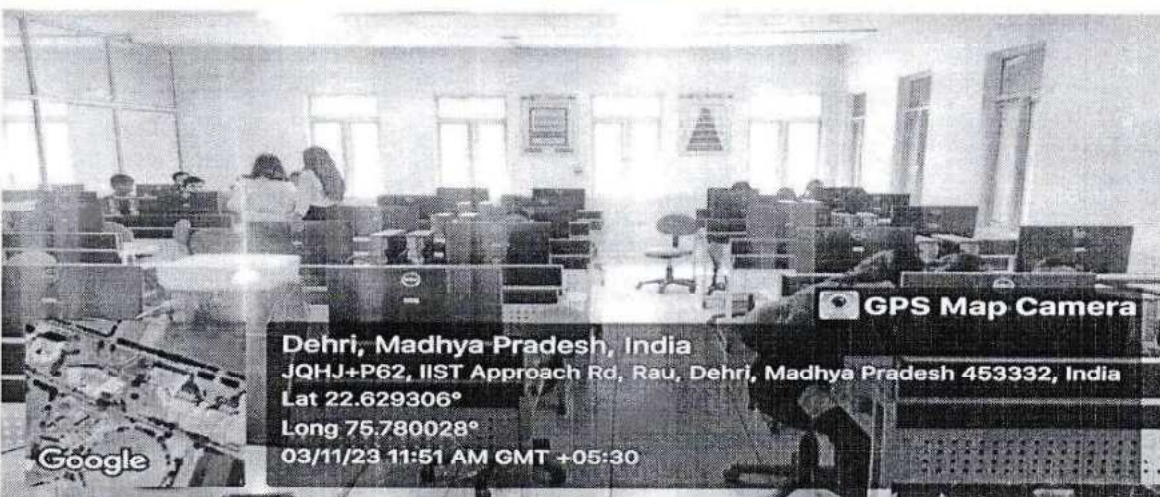 GPS Map Camera
Dehri, Madhya Pradesh, India
JQHJ+P62, IIST Approach Rd, Rau, Dehri, Madhya Pradesh 453332, India
Lat 22.629306°
Long 75.780028°
03/11/23 11:51 AM GMT +05:30
Google